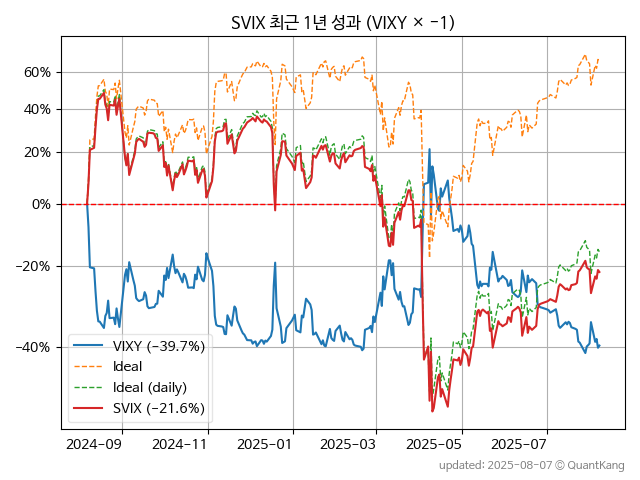 SVIX 최근 1년 성과 (VIXY × −1)
60%
40%
20%
0%
−20%
−40%
VIXY (−39.7%)
Ideal
Ideal (daily)
SVIX (−21.6%)
2024-09
2024-11
2025-01
2025-03
2025-05
2025-07
updated: 2025-08-07 © QuantKang